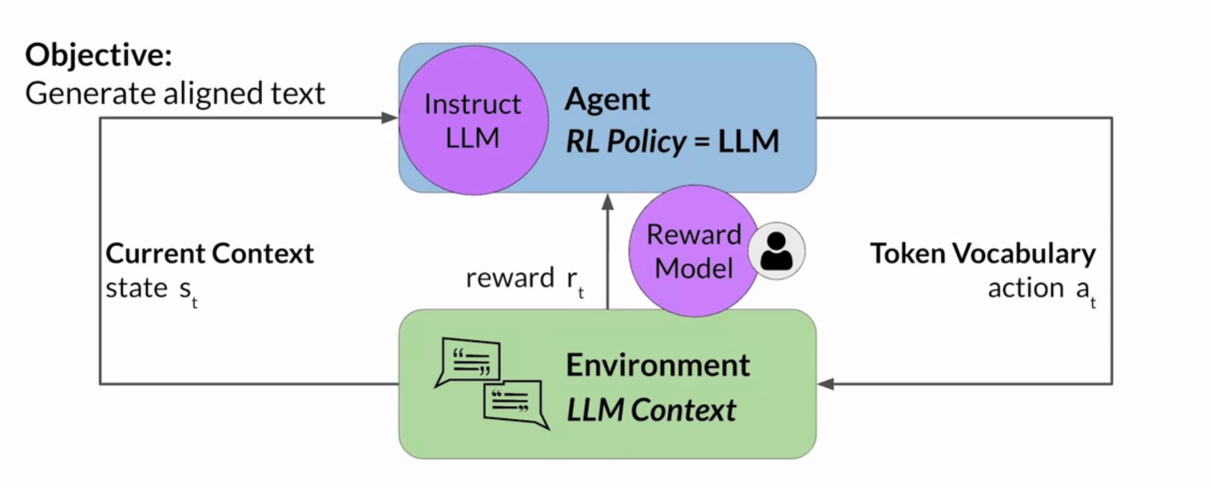 Objective:
Generate aligned text
Instruct
LLM
Agent
RL Policy = LLM
Current Context
state s_t
reward r_t
Reward
Model
Token Vocabulary
action a_t
Environment
LLM Context